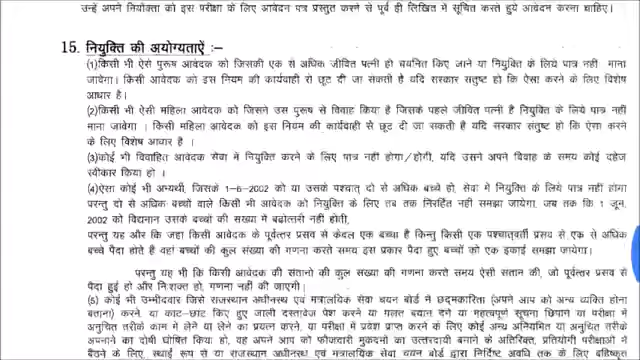 उन्हें अपने नियोक्ता को इस परीक्षा के लिए आवेदन पत्र प्रस्तुत करने से पूर्व ही लिखित में सूचित करते हुये आवेदन करना चाहिए।
15. नियुक्ति की अयोग्यताऐं :–
(1)किसी भी ऐसे पुरूष आवेदक को जिसकी एक से अधिक जीवित पत्नी हो चयनित किए जाने या नियुक्ति के लिये पात्र नही माना
जावेगा। किसी आवेदक को इस नियम की कार्यवाही से छूट दी जा सकती है यदि सरकार संतुष्ट हो कि ऐसा करने के लिए विशेष
आधार है।
(2)किसी भी ऐसी महिला आवेदक को जिसने उस पुरूष से विवाह किया है जिसके पहले जीवित पत्नी है नियुक्ति के लिये पात्र नहीं
माना जावेगा । किसी महिला आवेदक को इस नियम की कार्यवाही से छूट दी जा सकती है यदि सरकार संतुष्ट हो कि ऐसा करने
के लिए विशेष आधार है ।
(3)कोई भी विवाहित आवेदक सेवा में नियुक्ति करने के लिए पात्र नहीं होगा/होगी, यदि उसने अपने विवाह के समय कोई दहेज
स्वीकार किया हो ।
(4)ऐसा कोई भी अभ्यर्थी, जिसके 1-6-2002 को या उसके पश्चात् दो से अधिक बच्चे हो, सेवा में नियुक्ति के लिए पात्र नहीं होगा
परन्तु दो से अधिक बच्चों वाले किसी भी आवेदक को नियुक्ति के लिए तब तक निरर्हित नहीं समझा जायेगा, जब तक कि 1 जून,
2002 को विद्यमान उसके बच्चों की संख्या में बढोत्तरी नहीं होती,
परन्तु यह और कि जहा किसी आवेदक के पूर्वत्तर प्रसव से केवल एक बच्चा है किन्तु किसी एक पश्चातवर्ती प्रसव से एक से अधिक
बच्चे पैदा होते है वहां बच्चों की कुल संख्या की गणना करते समय इस प्रकार पैदा हुए बच्चों को एक इकाई समझा जायेगा।
परन्तु यह भी कि किसी आवेदक की संतानो की कुल संख्या की गणना करते समय ऐसी संतान की, जो पूर्वतर प्रसव से
पैदा हुई हो और निःशक्त हो, गणना नहीं की जाएगी।
(5) कोई भी उम्मीदवार जिसे राजस्थान अधीनस्थ एवं मंत्रालयिक सेवा चयन बोर्ड ने छद्मकारिता (अपने आप को अन्य व्यक्ति होना
बताना) करने, या काट–छाट किए हुए जाली दस्तावेज पेश करने या गलत बयान देने या महत्वपूर्ण सूचना छिपाण या परीक्षा में
अनुचित तरीके काम में लेने या लेने का प्रयत्न करने, या परीक्षा में प्रवेश प्राप्त करने के लिए कोई अन्य अनियमित या अनुचित तरीके
अपनाने का दोषी घोषित किया हो, वह अपने आप को फौजदारी मुकदमों का उत्तरदायी बनाने के अतिरिक्त, प्रतियोगी परीक्षाओं में
बैठने के लिए, स्थाई रूप से या राजस्थान अधीनस्थ एवं मंत्रालयिक सेवा चयन बोर्ड द्वारा निर्दिष्ट अवधि के लिए